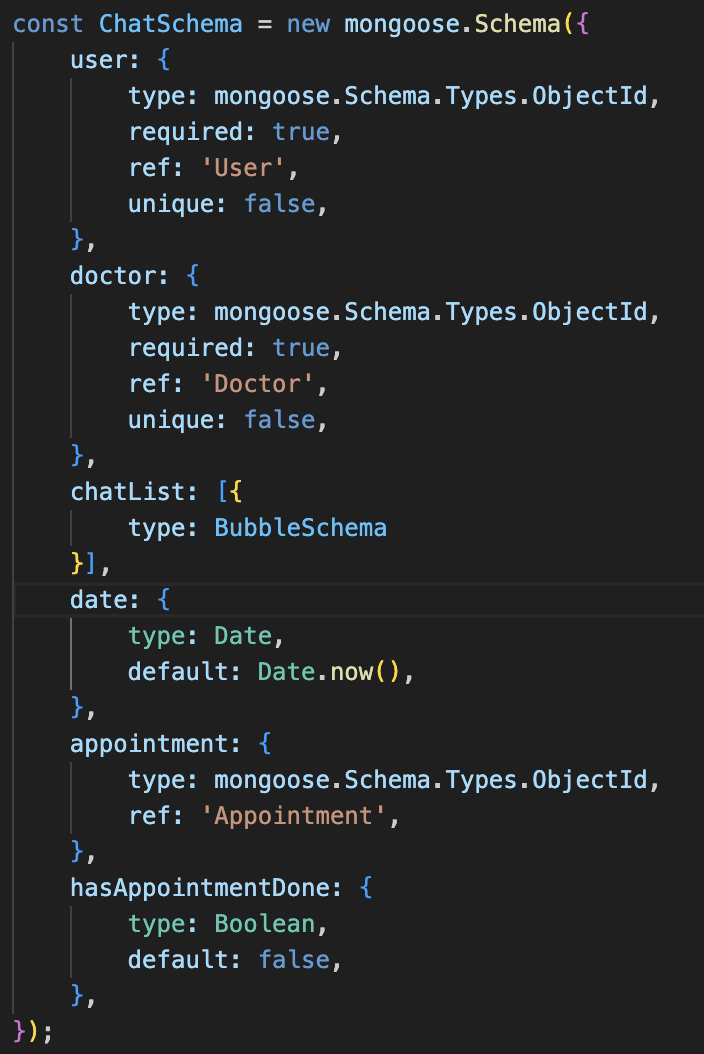 const ChatSchema = new mongoose.Schema({
    user: {
        type: mongoose.Schema.Types.ObjectId,
        required: true,
        ref: 'User',
        unique: false,
    },
    doctor: {
        type: mongoose.Schema.Types.ObjectId,
        required: true,
        ref: 'Doctor',
        unique: false,
    },
    chatList: [{
        type: BubbleSchema
    }],
    date: {
        type: Date,
        default: Date.now(),
    },
    appointment: {
        type: mongoose.Schema.Types.ObjectId,
        ref: 'Appointment',
    },
    hasAppointmentDone: {
        type: Boolean,
        default: false,
    },
});